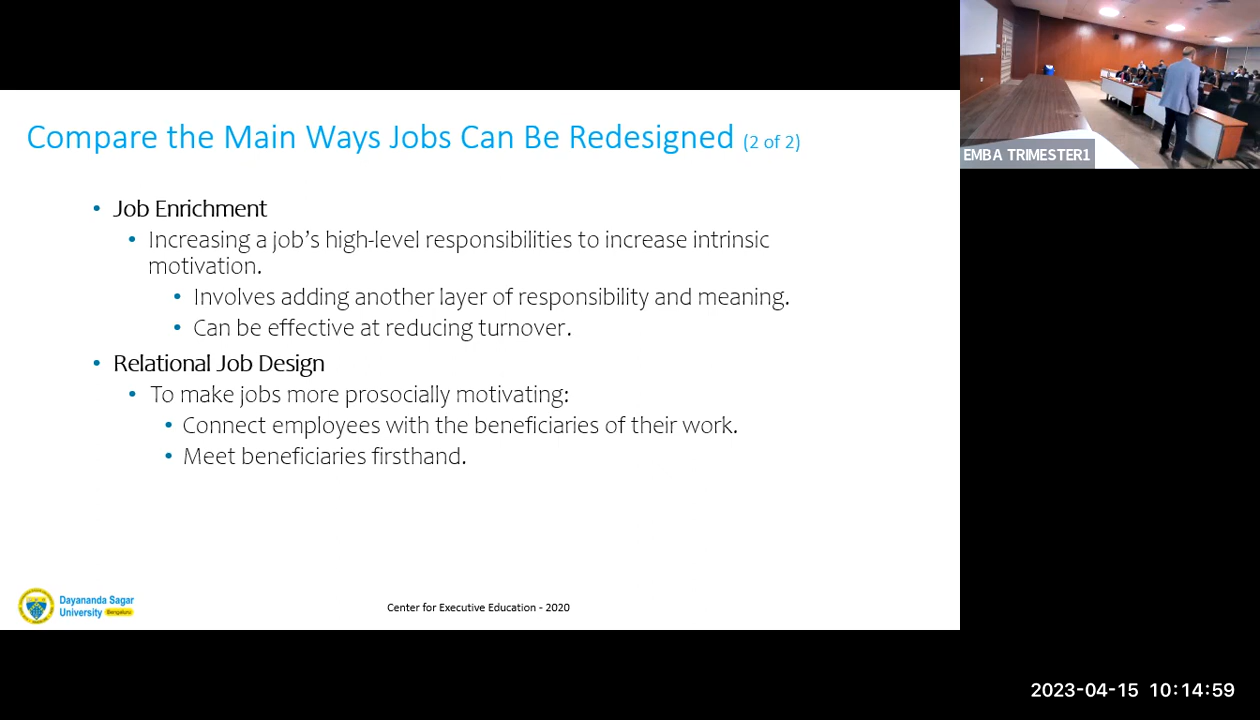 Compare the Main Ways Jobs Can Be Redesigned (2 of 2)
• Job Enrichment
• Increasing a job’s high-level responsibilities to increase intrinsic
motivation.
• Involves adding another layer of responsibility and meaning.
• Can be effective at reducing turnover.
• Relational Job Design
• To make jobs more prosocially motivating:
• Connect employees with the beneficiaries of their work.
• Meet beneficiaries firsthand.
Dayananda Sagar
University Bengaluru
Center for Executive Education - 2020
EMBA TRIMESTER1
2023-04-15 10:14:59